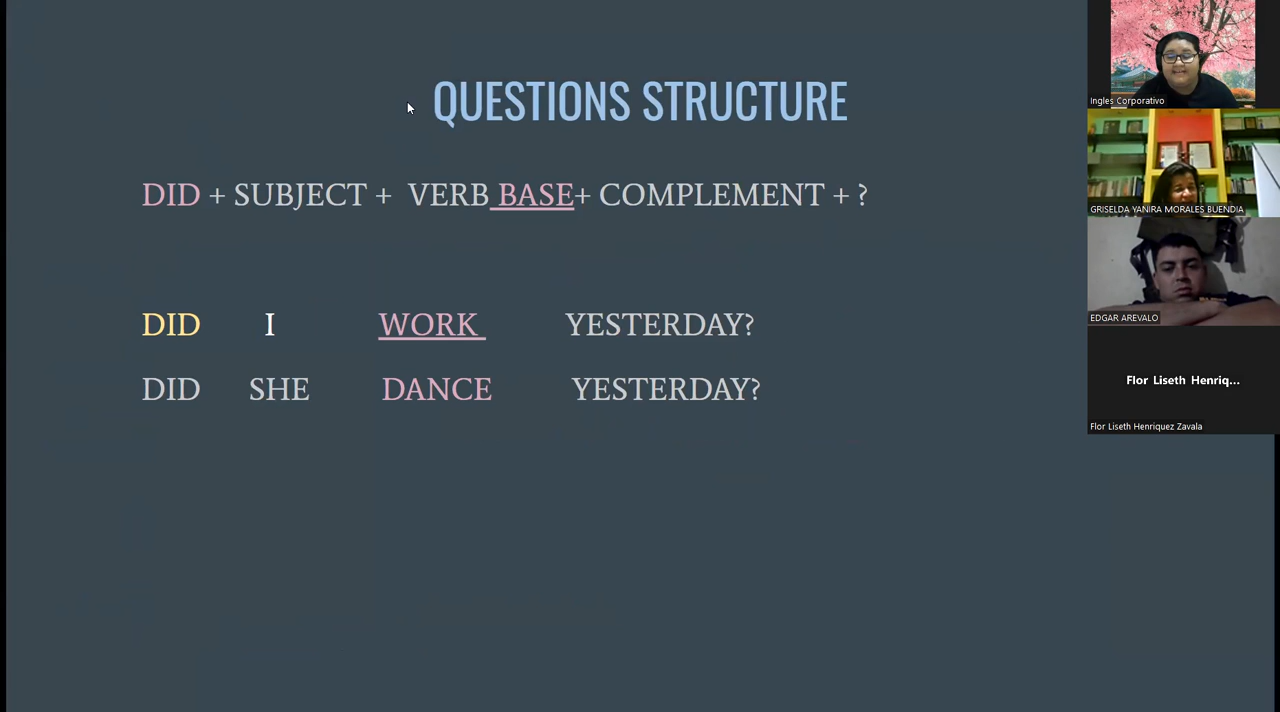 QUESTIONS STRUCTURE
DID + SUBJECT + VERB BASE+ COMPLEMENT + ?
DID I WORK YESTERDAY?
DID SHE DANCE YESTERDAY?
Ingles Corporativo
GRISELDA YANIRA MORALES BUENDIA
EDGAR AREVALO
Flor Liseth Henriq...
Flor Liseth Henriquez Zavala